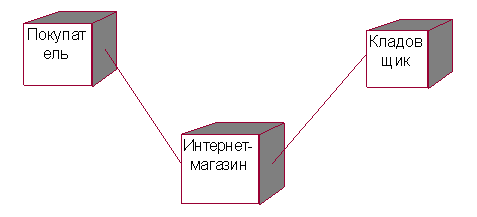 Покупат
ель
Кладов
щик
Интернет-
магазин